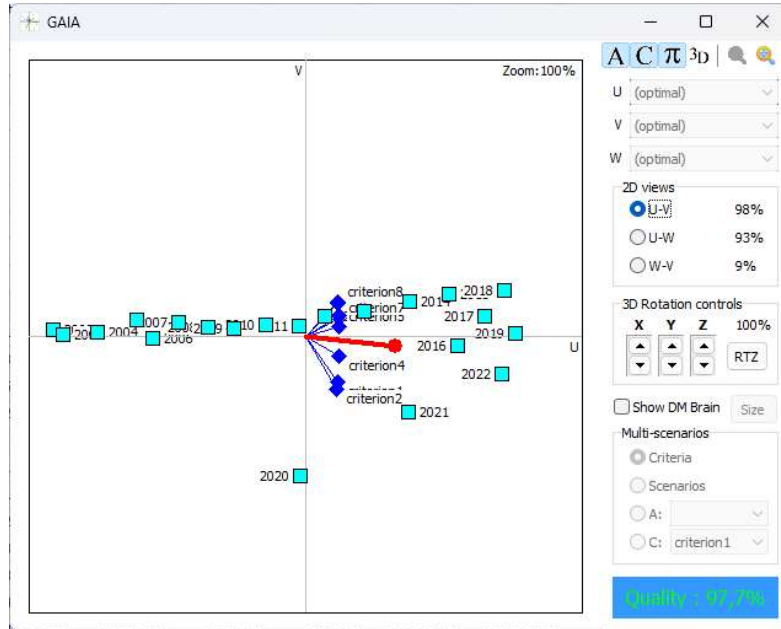 GAIA
A C π 3D
V
Zoom:100%
U (optimal)
V (optimal)
W (optimal)
2D views
U-V 98%
U-W 93%
W-V 9%
3D Rotation controls
X Y Z 100%
RTZ
Show DM Brain Size
Multi-scenarios
Criteria
Scenarios
A:
C: criterion1
Quality : 97,7%
criterion8
2018
2014
2017
2004
2006
2019
2016
U
criterion4
2022
criterion2
2021
2020